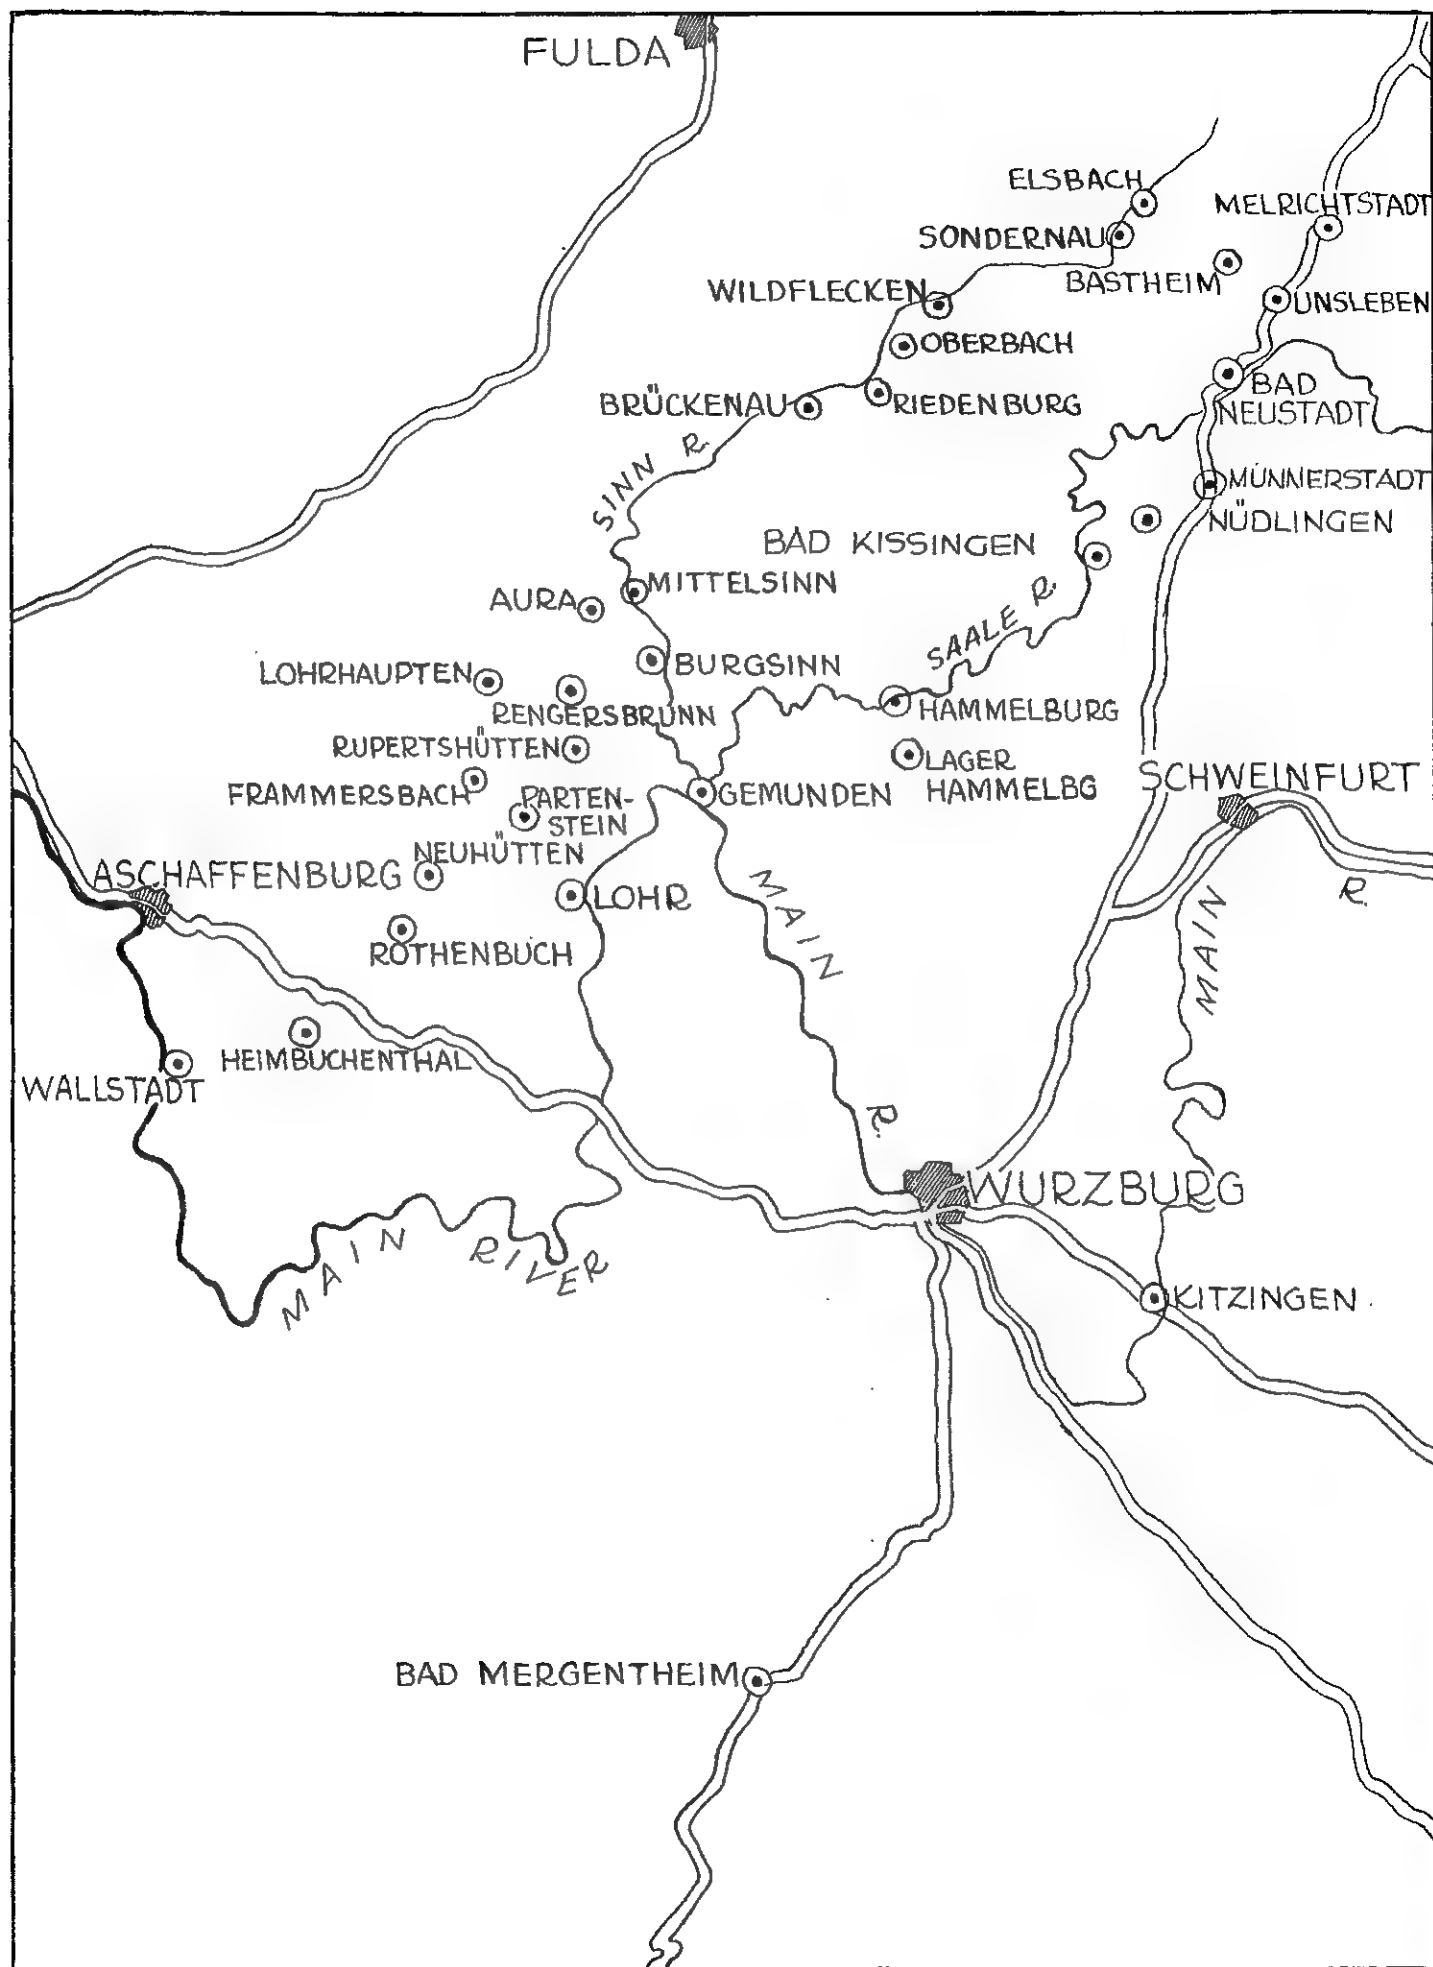 FULDA
ELSBACH
MELRICHTSTADT
SONDERNAU
BASTHEIM
WILDFLECKEN
UNSLEBEN
OBERBACH
BAD
NEUSTADT
BRÜCKENAU
RIEDENBURG
SINN R.
MÜNNERSTADT
NÜDLINGEN
BAD KISSINGEN
MITTELSINN
AURA
SAALE R.
BURGSINN
LOHRHAUPTEN
RENGERSBRUNN
HAMMELBURG
RUPERTSHÜTTEN
LAGER
HAMMELBG
SCHWEINFURT
FRAMMERSBACH
PARTEN-
STEIN
GEMUNDEN
NEUHÜTTEN
ASCHAFFENBURG
LOHR
MAIN R.
MAIN R.
ROTHENBUCH
HEIMBUCHENTHAL
WALLSTADT
WURZBURG
MAIN RIVER
KITZINGEN
BAD MERGENTHEIM